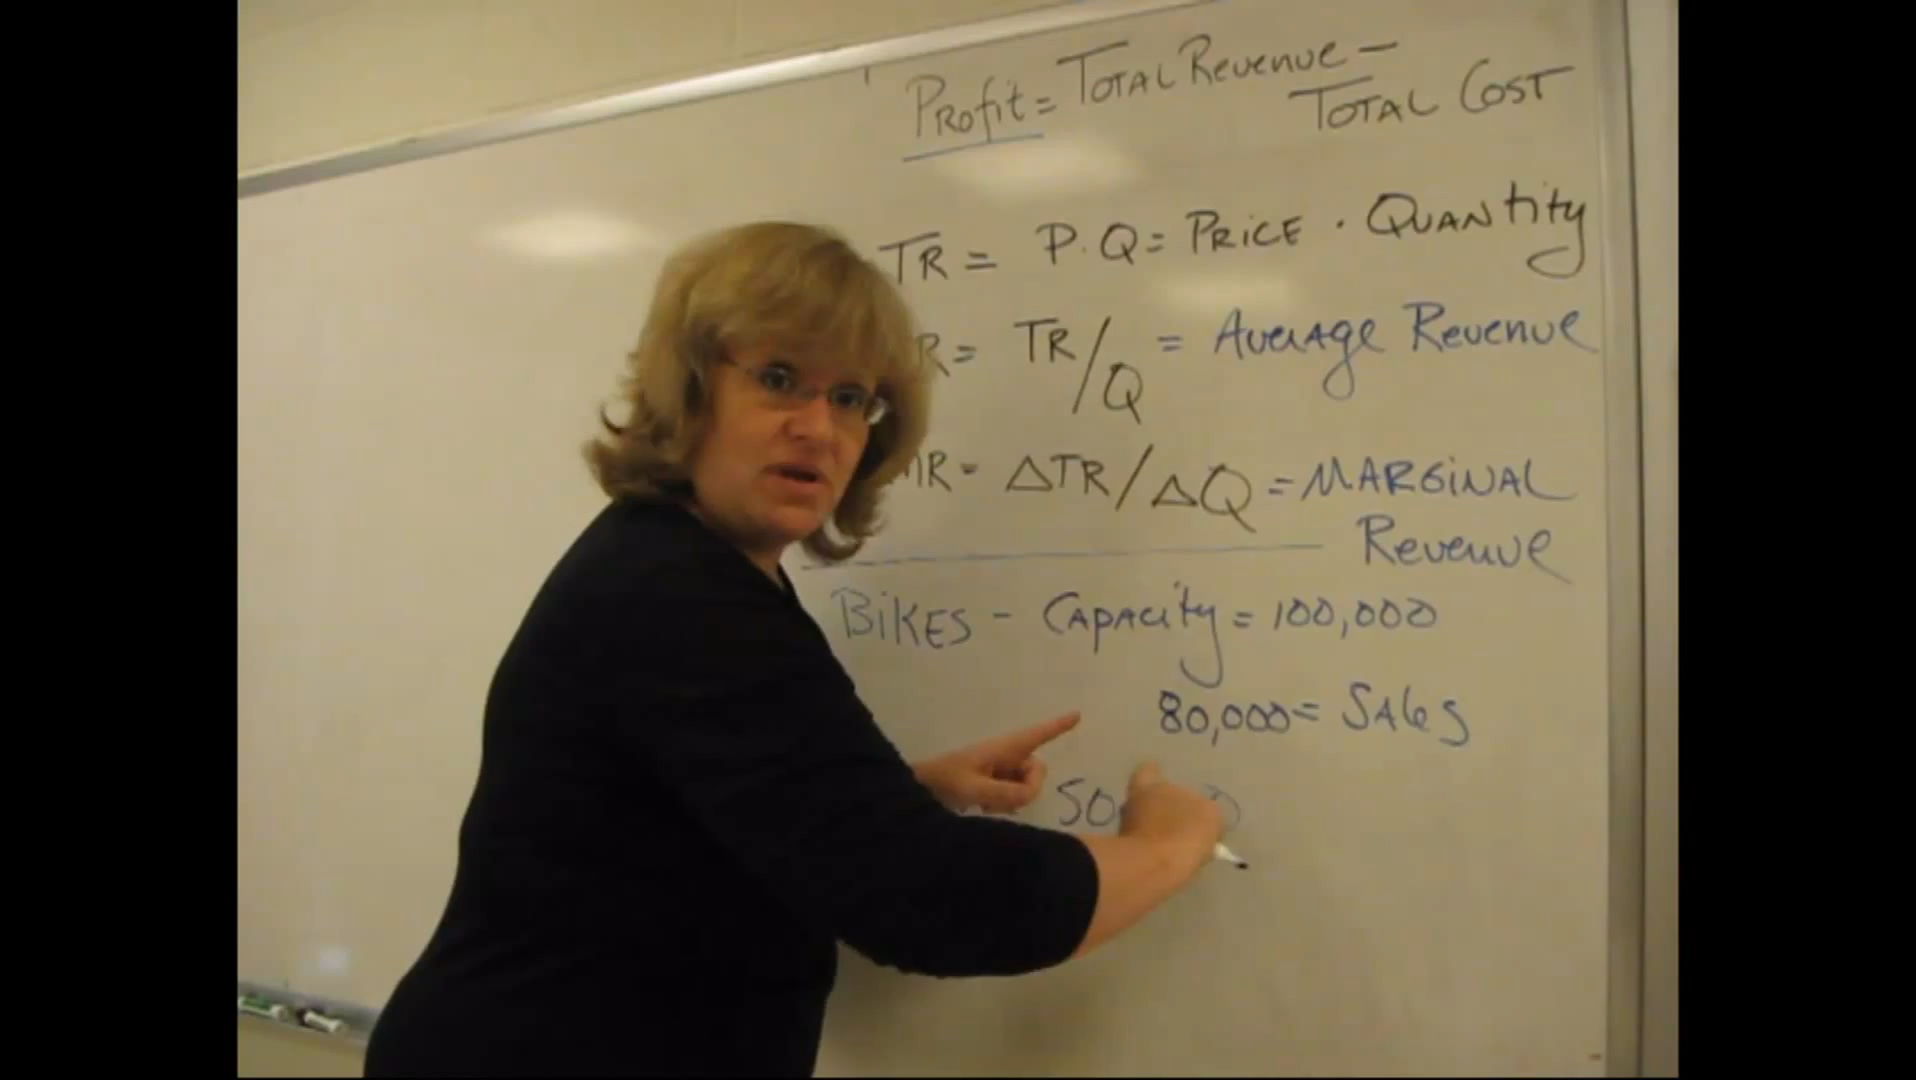 Profit = Total Revenue -
Total Cost
TR = P.Q = Price · Quantity
R = TR/Q = Average Revenue
MR = ΔTR/ΔQ = Marginal
Revenue
Bikes - Capacity = 100,000
80,000 = Sales